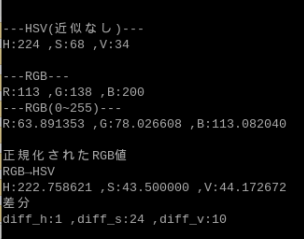 ---HSV(近似なし)---
H:224 ,S:68 ,V:34
---RGB---
R:113 ,G:138 ,B:200
---RGB(0~255)---
R:63.891353 ,G:78.026608 ,B:113.082040
正規化されたRGB値
RGB→HSV
H:222.758621 ,S:43.500000 ,V:44.172672
差分
diff_h:1 ,diff_s:24 ,diff_v:10